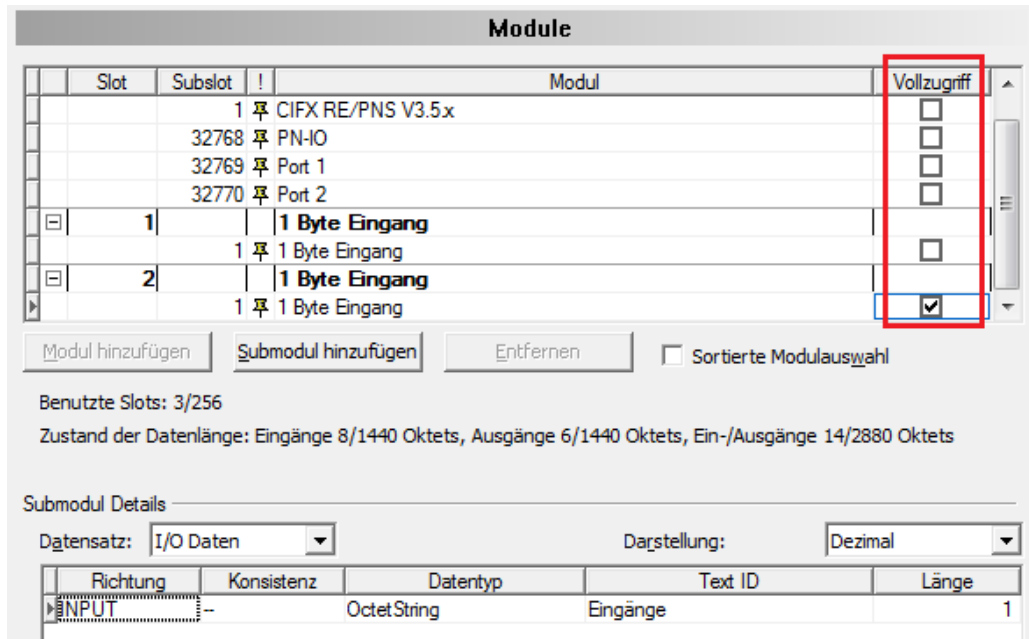 Module
Slot Subslot ! Modul Vollzugriff
1 CIFX RE/PNS V3.5.x
32768 PN-IO
32769 Port 1
32770 Port 2
1 1 Byte Eingang
1 1 Byte Eingang
2 1 Byte Eingang
1 1 Byte Eingang
Modul hinzufügen Submodul hinzufügen Entfernen Sortierte Modulauswahl
Benutzte Slots: 3/256
Zustand der Datenlänge: Eingänge 8/1440 Oktets, Ausgänge 6/1440 Oktets, Ein-/Ausgänge 14/2880 Oktets
Submodul Details
Datensatz: I/O Daten Darstellung: Dezimal
Richtung Konsistenz Datentyp Text ID Länge
INPUT -- OctetString Eingänge 1